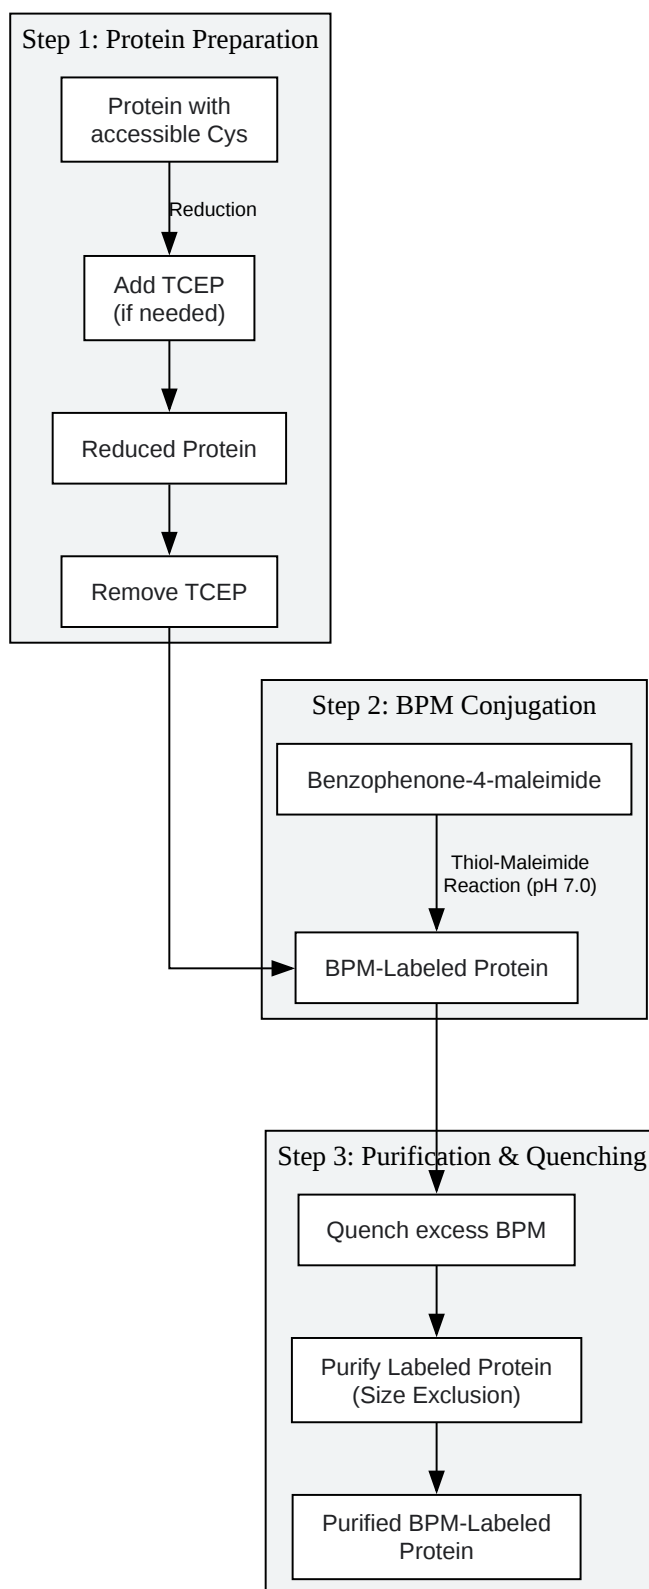 Step 1: Protein Preparation
Protein with
accessible Cys
Reduction
Add TCEP
(if needed)
Reduced Protein
Remove TCEP
Step 2: BPM Conjugation
Benzophenone-4-maleimide
Thiol-Maleimide
Reaction (pH 7.0)
BPM-Labeled Protein
Step 3: Purification & Quenching
Quench excess BPM
Purify Labeled Protein
(Size Exclusion)
Purified BPM-Labeled
Protein